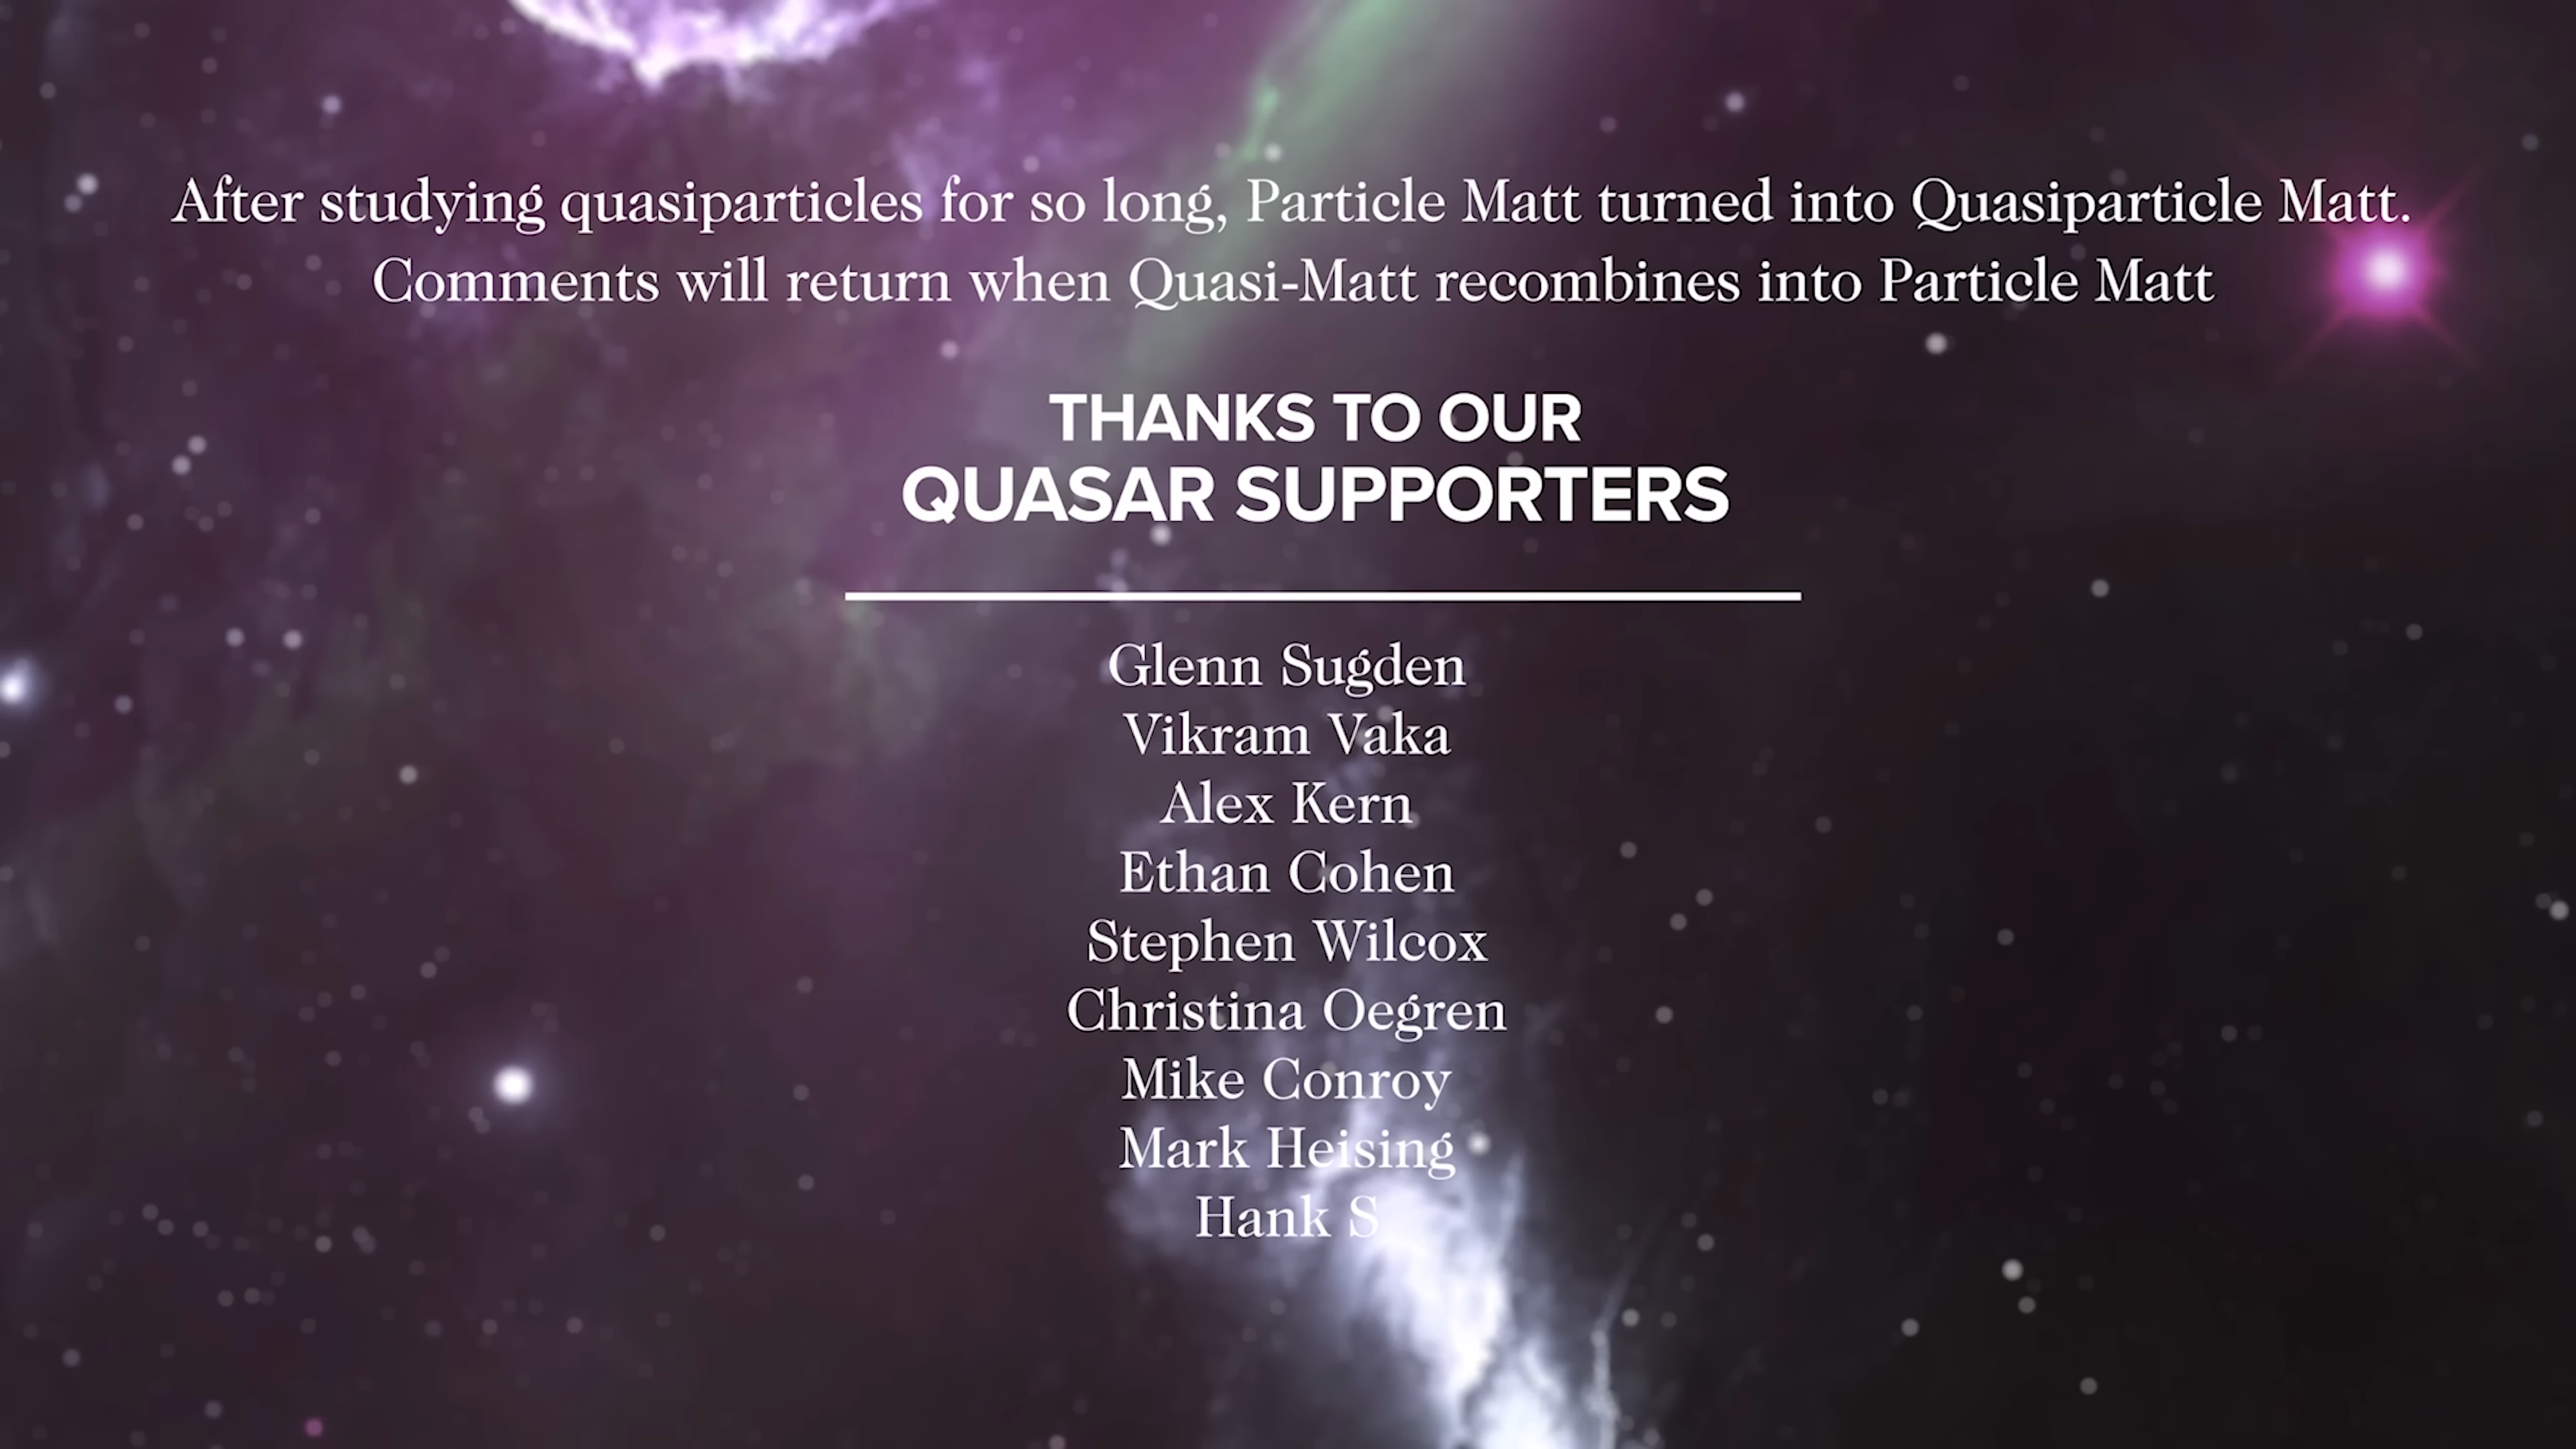 After studying quasiparticles for so long, Particle Matt turned into Quasiparticle Matt.
Comments will return when Quasi-Matt recombines into Particle Matt
THANKS TO OUR
QUASAR SUPPORTERS
Glenn Sugden
Vikram Vaka
Alex Kern
Ethan Cohen
Stephen Wilcox
Christina Oegren
Mike Conroy
Mark Heising
Hank S